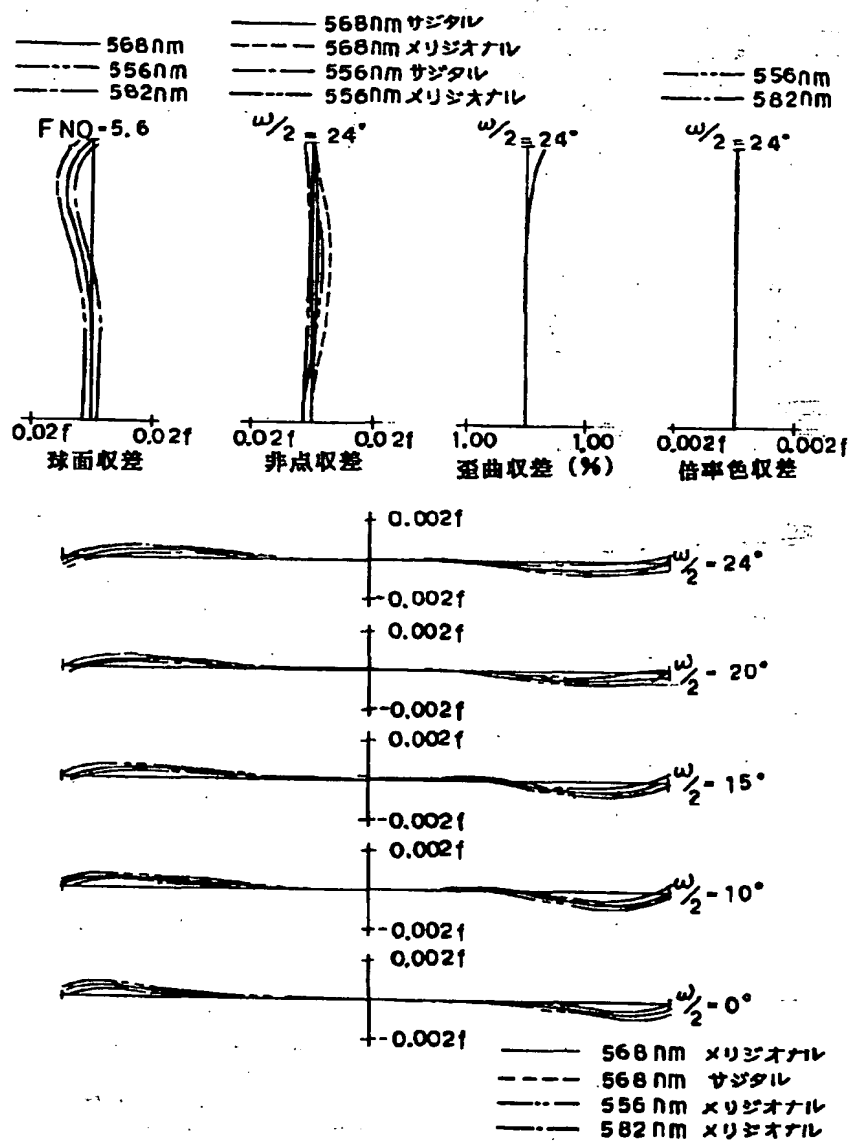 568nm
556nm
582nm
FNO=5.6
0.02f 0.02f
球面収差
568nm サジタル
568nm メリジオナル
556nm サジタル
556nm メリジオナル
ω/2 = 24°
0.02f 0.02f
非点収差
ω/2 = 24°
1.00 1.00
歪曲収差 (%)
556nm
582nm
ω/2 = 24°
0.002f 0.002f
倍率色収差
0.002f
ω/2 = 24°
-0.002f
0.002f
ω/2 = 20°
-0.002f
0.002f
ω/2 = 15°
-0.002f
0.002f
ω/2 = 10°
-0.002f
0.002f
ω/2 = 0°
-0.002f
568nm メリジオナル
568nm サジタル
556nm メリジオナル
582nm メリジオナル